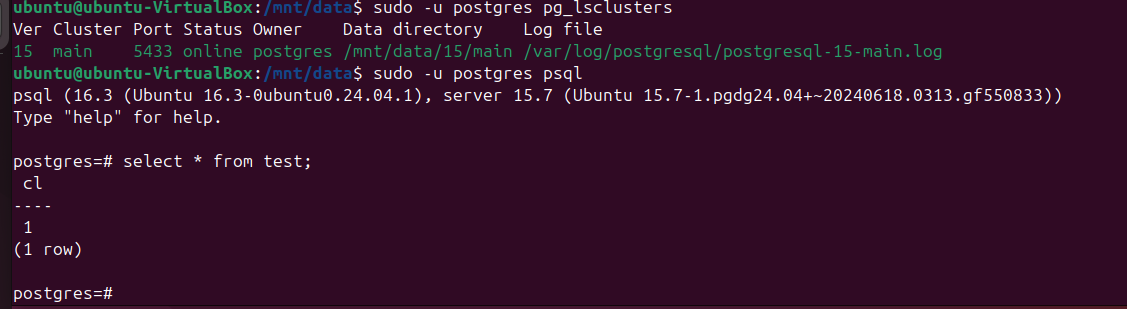 ubuntu@ubuntu-VirtualBox:/mnt/data$ sudo -u postgres pg_lsclusters
Ver Cluster Port Status Owner    Data directory    Log file
15  main    5433 online postgres /mnt/data/15/main /var/log/postgresql/postgresql-15-main.log
ubuntu@ubuntu-VirtualBox:/mnt/data$ sudo -u postgres psql
psql (16.3 (Ubuntu 16.3-0ubuntu0.24.04.1), server 15.7 (Ubuntu 15.7-1.pgdg24.04+~20240618.0313.gf550833))
Type "help" for help.

postgres=# select * from test;
 cl
----
 1
(1 row)

postgres=#